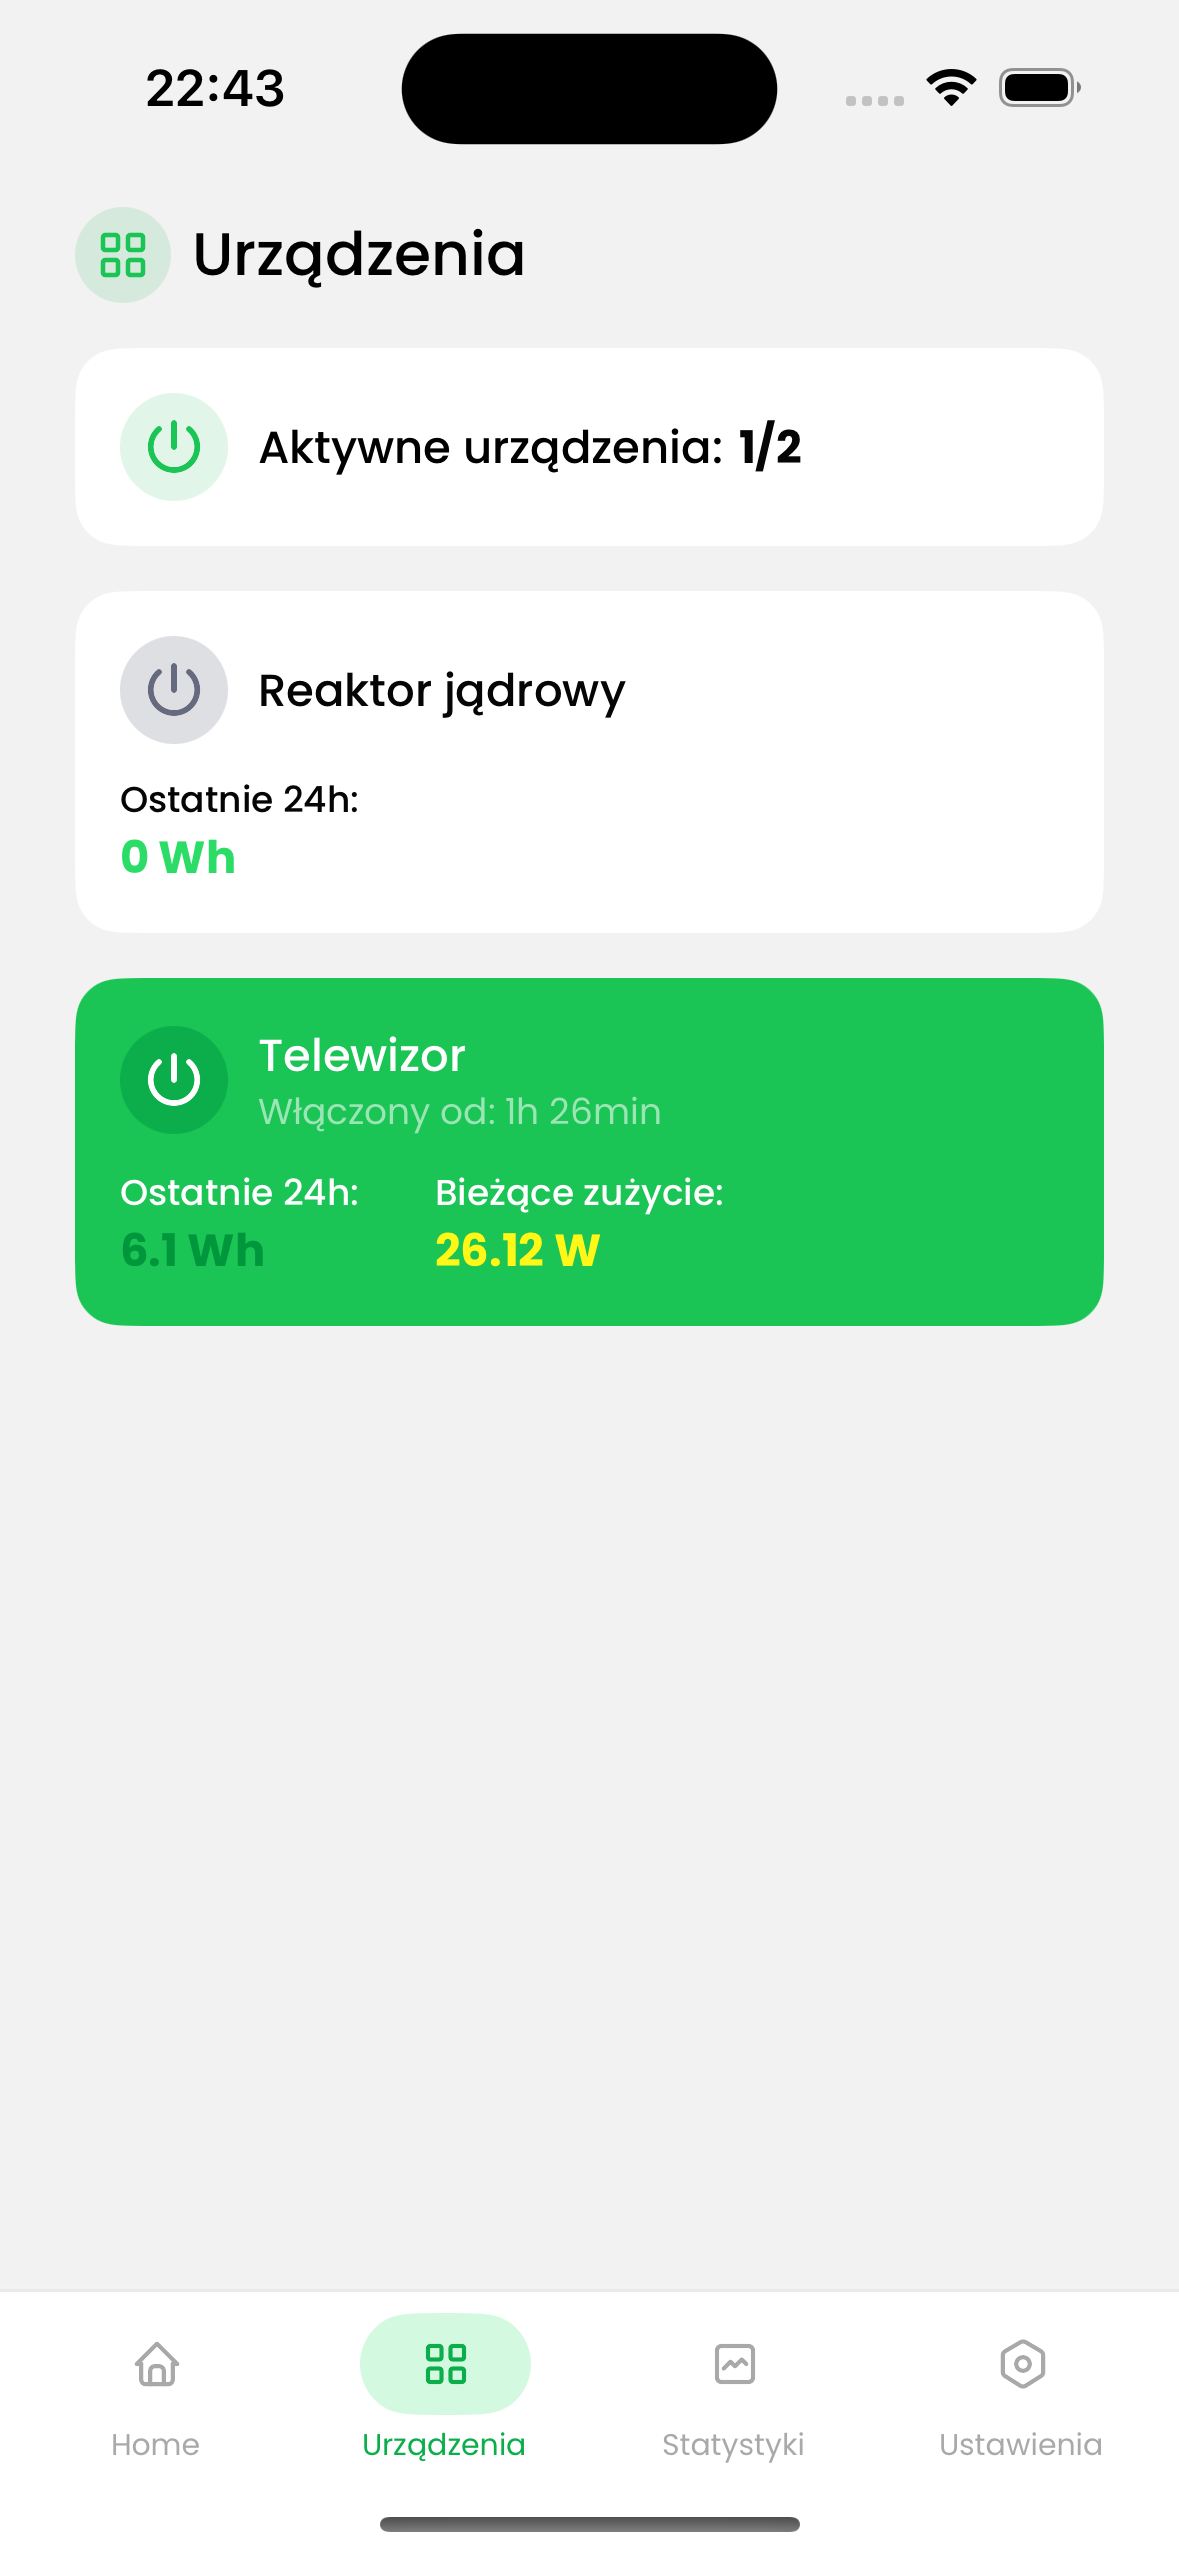 22:43
Urządzenia
Aktywne urządzenia: 1/2
Reaktor jądrowy
Ostatnie 24h:
0 Wh
Telewizor
Włączony od: 1h 26min
Ostatnie 24h: Bieżące zużycie:
6.1 Wh 26.12 W
Home Urządzenia Statystyki Ustawienia